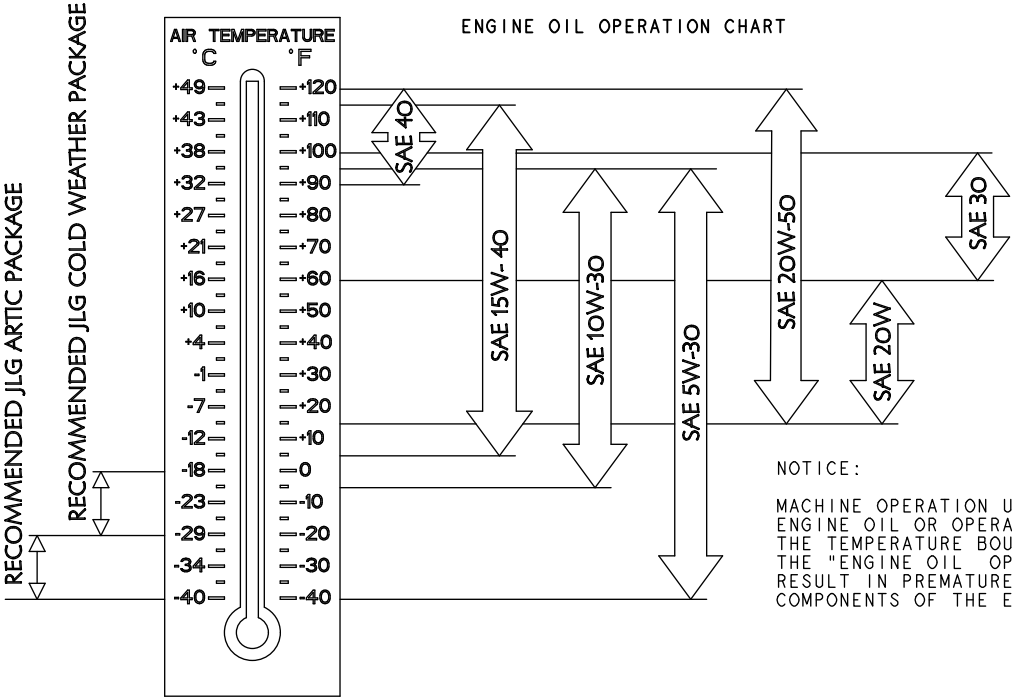 ENGINE OIL OPERATION CHART
AIR TEMPERATURE
°C °F
+49 +120
+43 +110
+38 +100
+32 +90
+27 +80
+21 +70
+16 +60
+10 +50
+4 +40
-1 +30
-7 +20
-12 +10
-18 0
-23 -10
-29 -20
-34 -30
-40 -40
RECOMMENDED JLG ARTIC PACKAGE
RECOMMENDED JLG COLD WEATHER PACKAGE
SAE 40
SAE 15W- 40
SAE 10W-30
SAE 5W-30
SAE 20W-50
SAE 20W
SAE 30
NOTICE:
MACHINE OPERATION U
ENGINE OIL OR OPERA
THE TEMPERATURE BOU
THE "ENGINE OIL OP
RESULT IN PREMATURE
COMPONENTS OF THE E